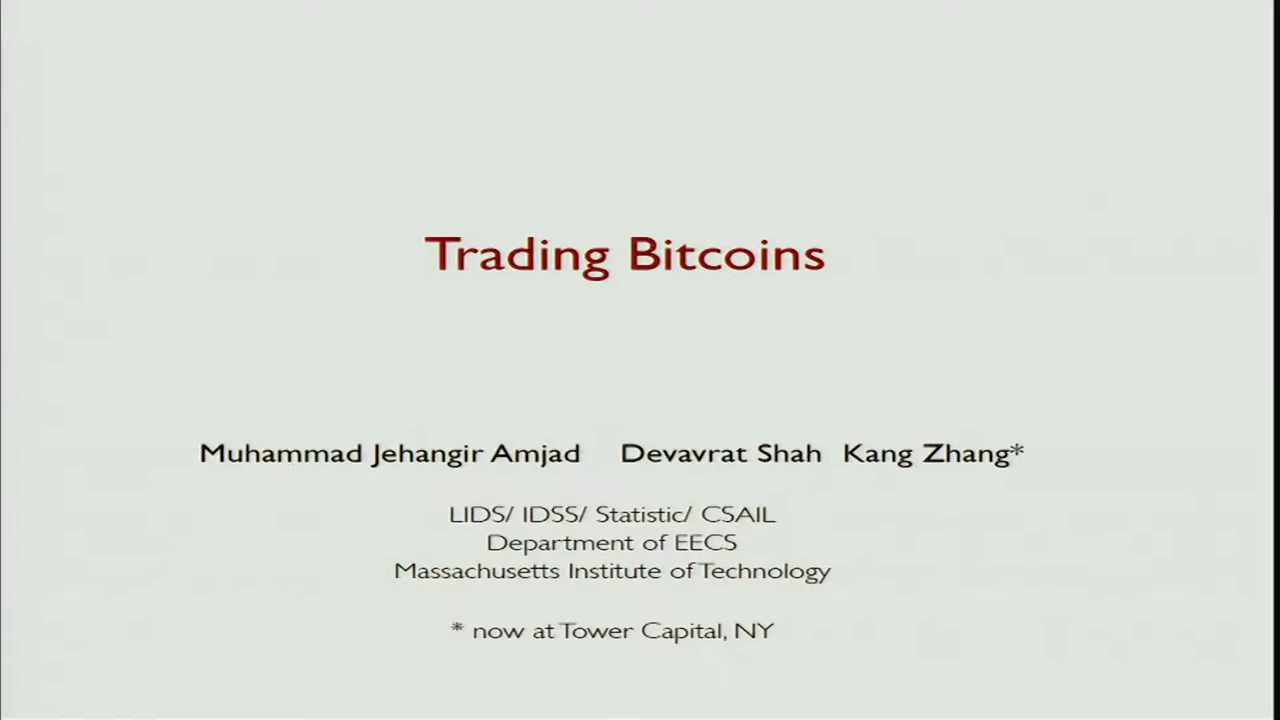 Trading Bitcoins
Muhammad Jehangir Amjad Devavrat Shah Kang Zhang*
LIDS/ IDSS/ Statistic/ CSAIL
Department of EECS
Massachusetts Institute of Technology
* now at Tower Capital, NY